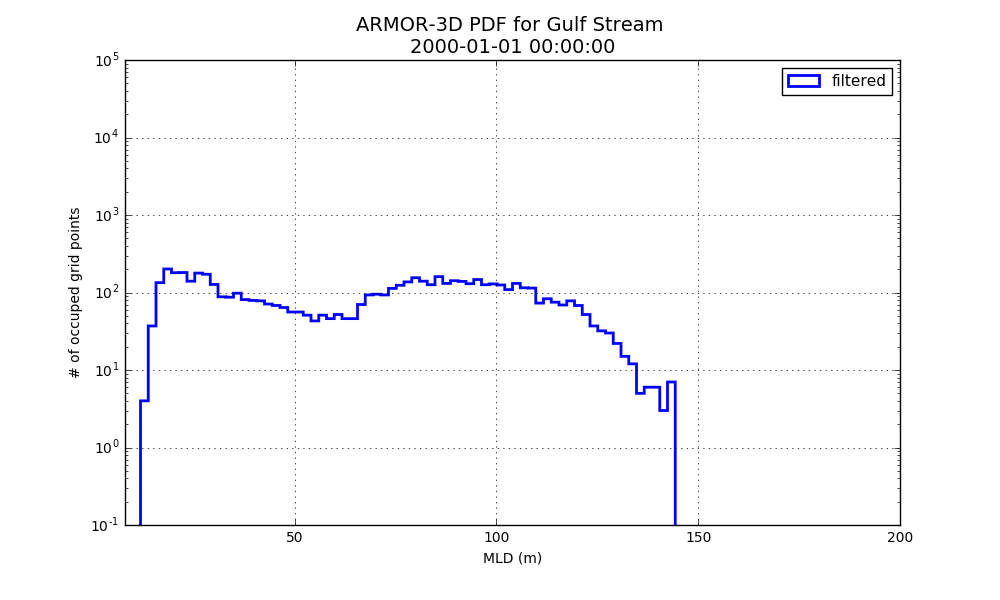 ARMOR-3D PDF for Gulf Stream
2000-01-01 00:00:00
filtered
# of occuped grid points
10^5
10^4
10^3
10^2
10^1
10^0
10^-1
50 100 150 200
MLD (m)